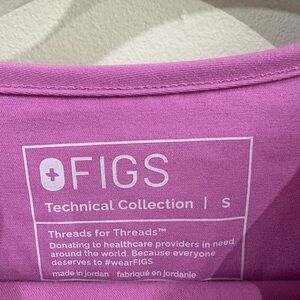 FIGS
Technical Collection | S
Threads for Threads™
Donating to healthcare providers in need
around the world. Because everyone
deserves to #wearFIGS
made in jordan fabriqué en jordanie